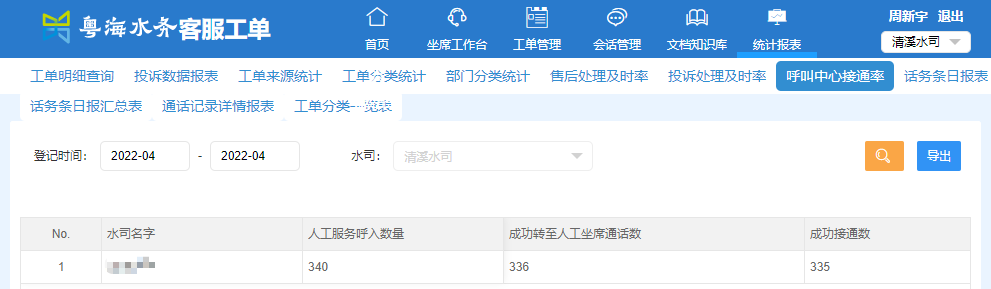 粤海水务 客服工单
首页 坐席工作台 工单管理 会话管理 文档知识库 统计报表
周新宇 退出
清溪水司
工单明细查询 投诉数据报表 工单来源统计 工单分类统计 部门分类统计 售后处理及时率 投诉处理及时率 呼叫中心接通率 话务条日报表
话务条日报汇总表 通话记录详情报表 工单分类一览表
登记时间： 2022-04 - 2022-04 水司： 清溪水司 导出
No. 水司名字 人工服务呼入数量 成功转至人工坐席通话数 成功接通数
1 340 336 335